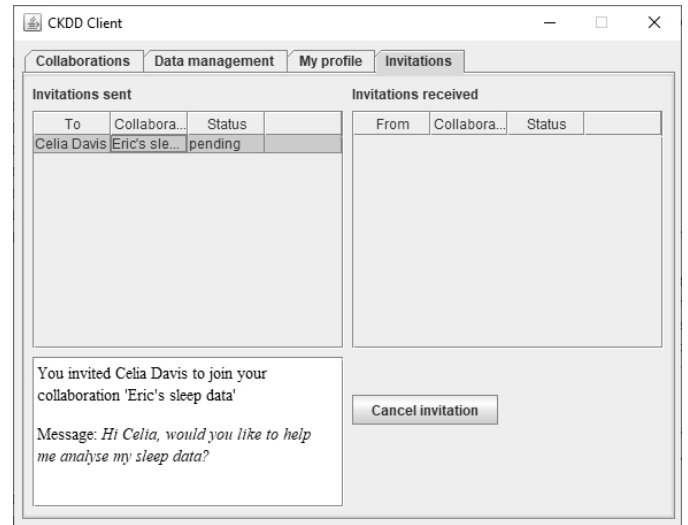 CKDD Client
Collaborations Data management My profile Invitations
Invitations sent
To Collabora... Status
Celia Davis Eric's sle... pending
Invitations received
From Collabora... Status
You invited Celia Davis to join your
collaboration 'Eric's sleep data'
Message: Hi Celia, would you like to help
me analyse my sleep data?
Cancel invitation